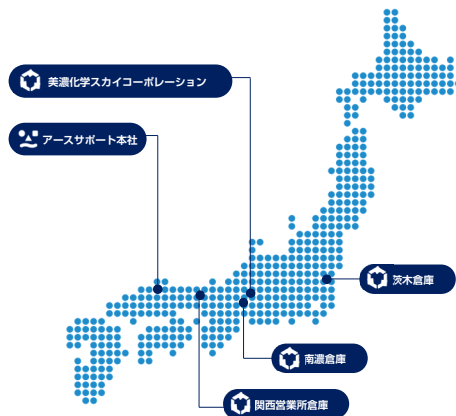 美濃化学スカイコーポレーション
アースサポート本社
茨木倉庫
南濃倉庫
関西営業所倉庫